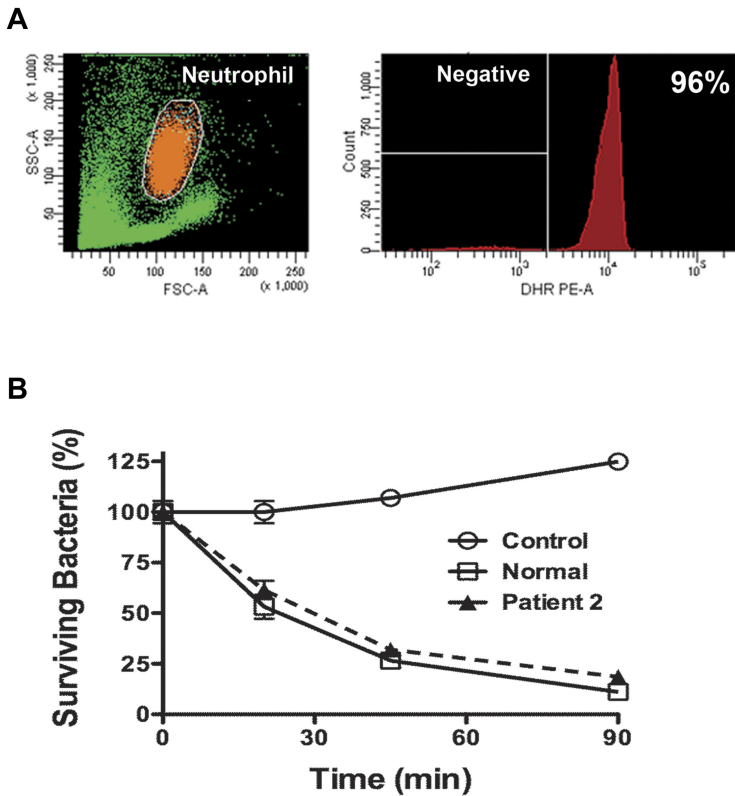 A
Neutrophil
(x 1,000)
SSC-A
250
200
150
100
50
50 100 150 200 250
FSC-A
(x 1,000)
Negative
96%
Count
1,000
750
500
250
0
10² 10³ 10⁴ 10⁵
DHR PE-A
B
Surviving Bacteria (%)
125
100
75
50
25
0
Control
Normal
Patient 2
0 30 60 90
Time (min)